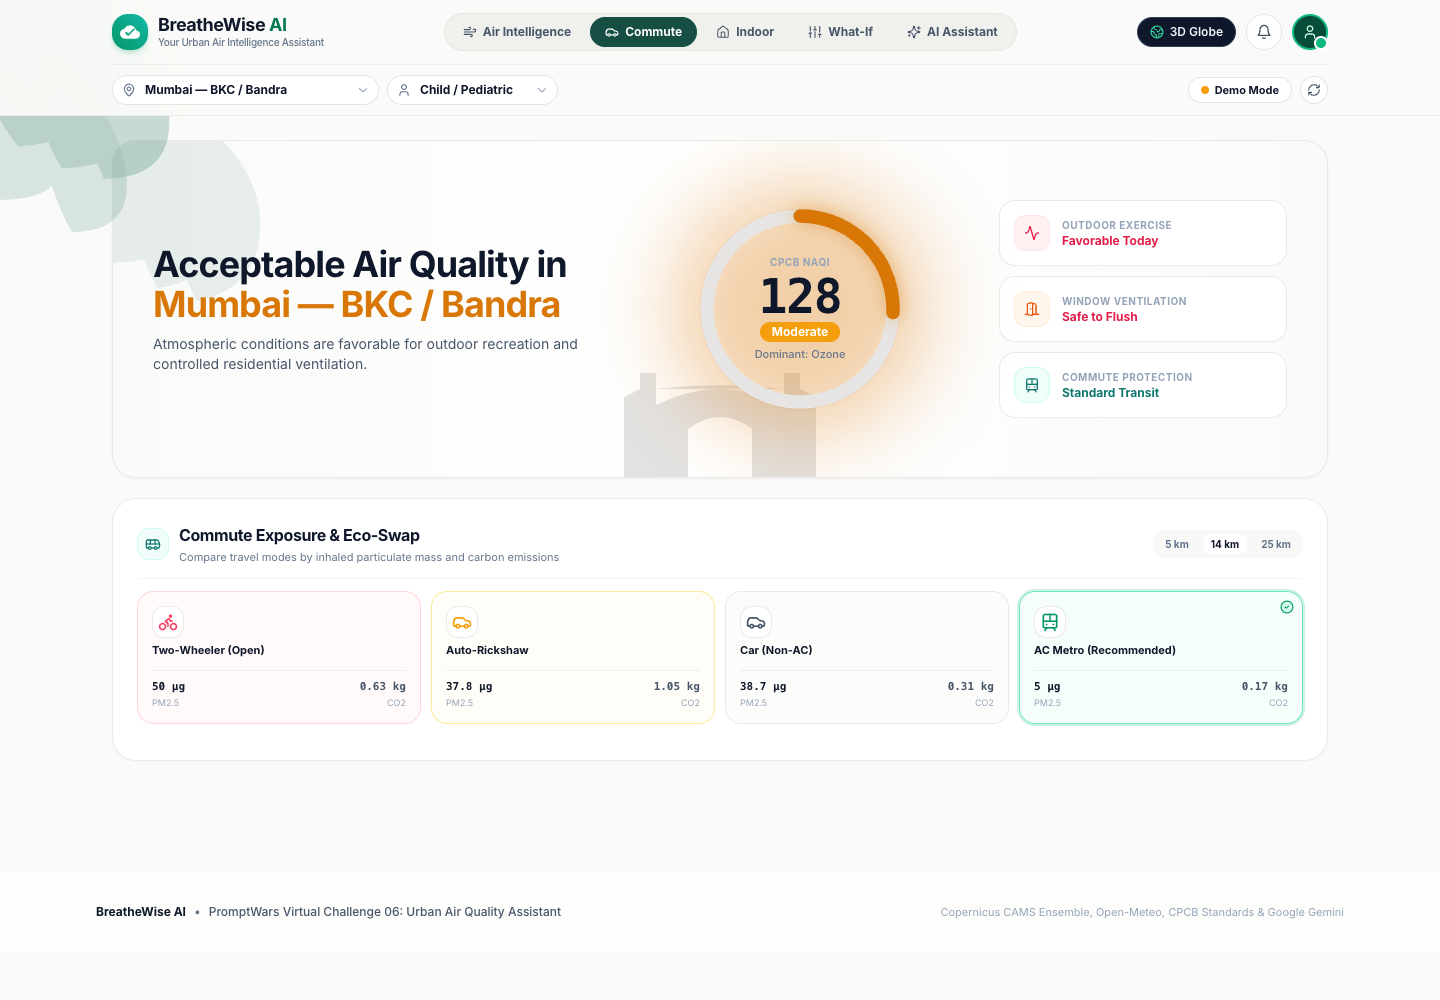 BreatheWise AI
Your Urban Air Intelligence Assistant
Air Intelligence
Commute
Indoor
What-If
AI Assistant
3D Globe
Mumbai — BKC / Bandra
Child / Pediatric
Demo Mode
Acceptable Air Quality in
Mumbai — BKC / Bandra
Atmospheric conditions are favorable for outdoor recreation and
controlled residential ventilation.
CPCB NAQI
128
Moderate
Dominant: Ozone
OUTDOOR EXERCISE
Favorable Today
WINDOW VENTILATION
Safe to Flush
COMMUTE PROTECTION
Standard Transit
Commute Exposure & Eco-Swap
Compare travel modes by inhaled particulate mass and carbon emissions
5 km
14 km
25 km
Two-Wheeler (Open)
50 µg
0.63 kg
PM2.5
CO2
Auto-Rickshaw
37.8 µg
1.05 kg
PM2.5
CO2
Car (Non-AC)
38.7 µg
0.31 kg
PM2.5
CO2
AC Metro (Recommended)
5 µg
0.17 kg
PM2.5
CO2
BreatheWise AI • PromptWars Virtual Challenge 06: Urban Air Quality Assistant
Copernicus CAMS Ensemble, Open-Meteo, CPCB Standards & Google Gemini